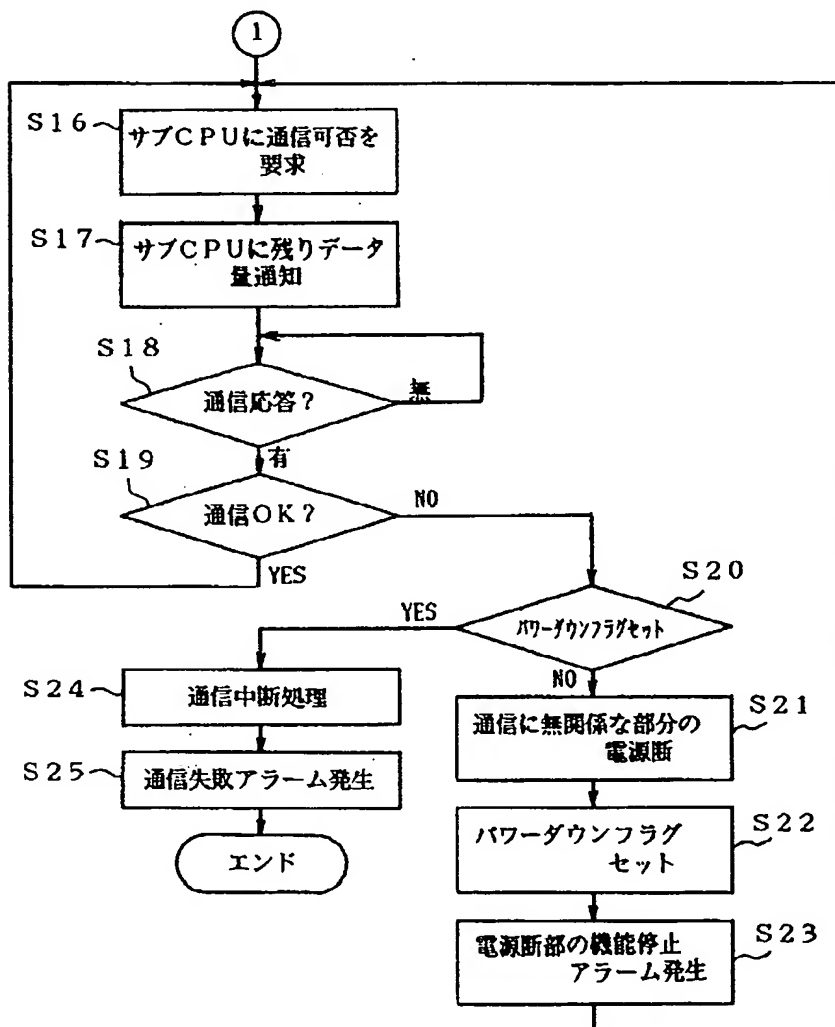 1
S16
サブCPUに通信可否を
要求
S17
サブCPUに残りデータ
量通知
S18
通信応答?
無
有
S19
通信OK?
NO
YES
S20
パワーダウンフラグセット
YES
NO
S24
通信中断処理
S21
通信に無関係な部分の
電源断
S25
通信失敗アラーム発生
S22
パワーダウンフラグ
セット
エンド
S23
電源断部の機能停止
アラーム発生